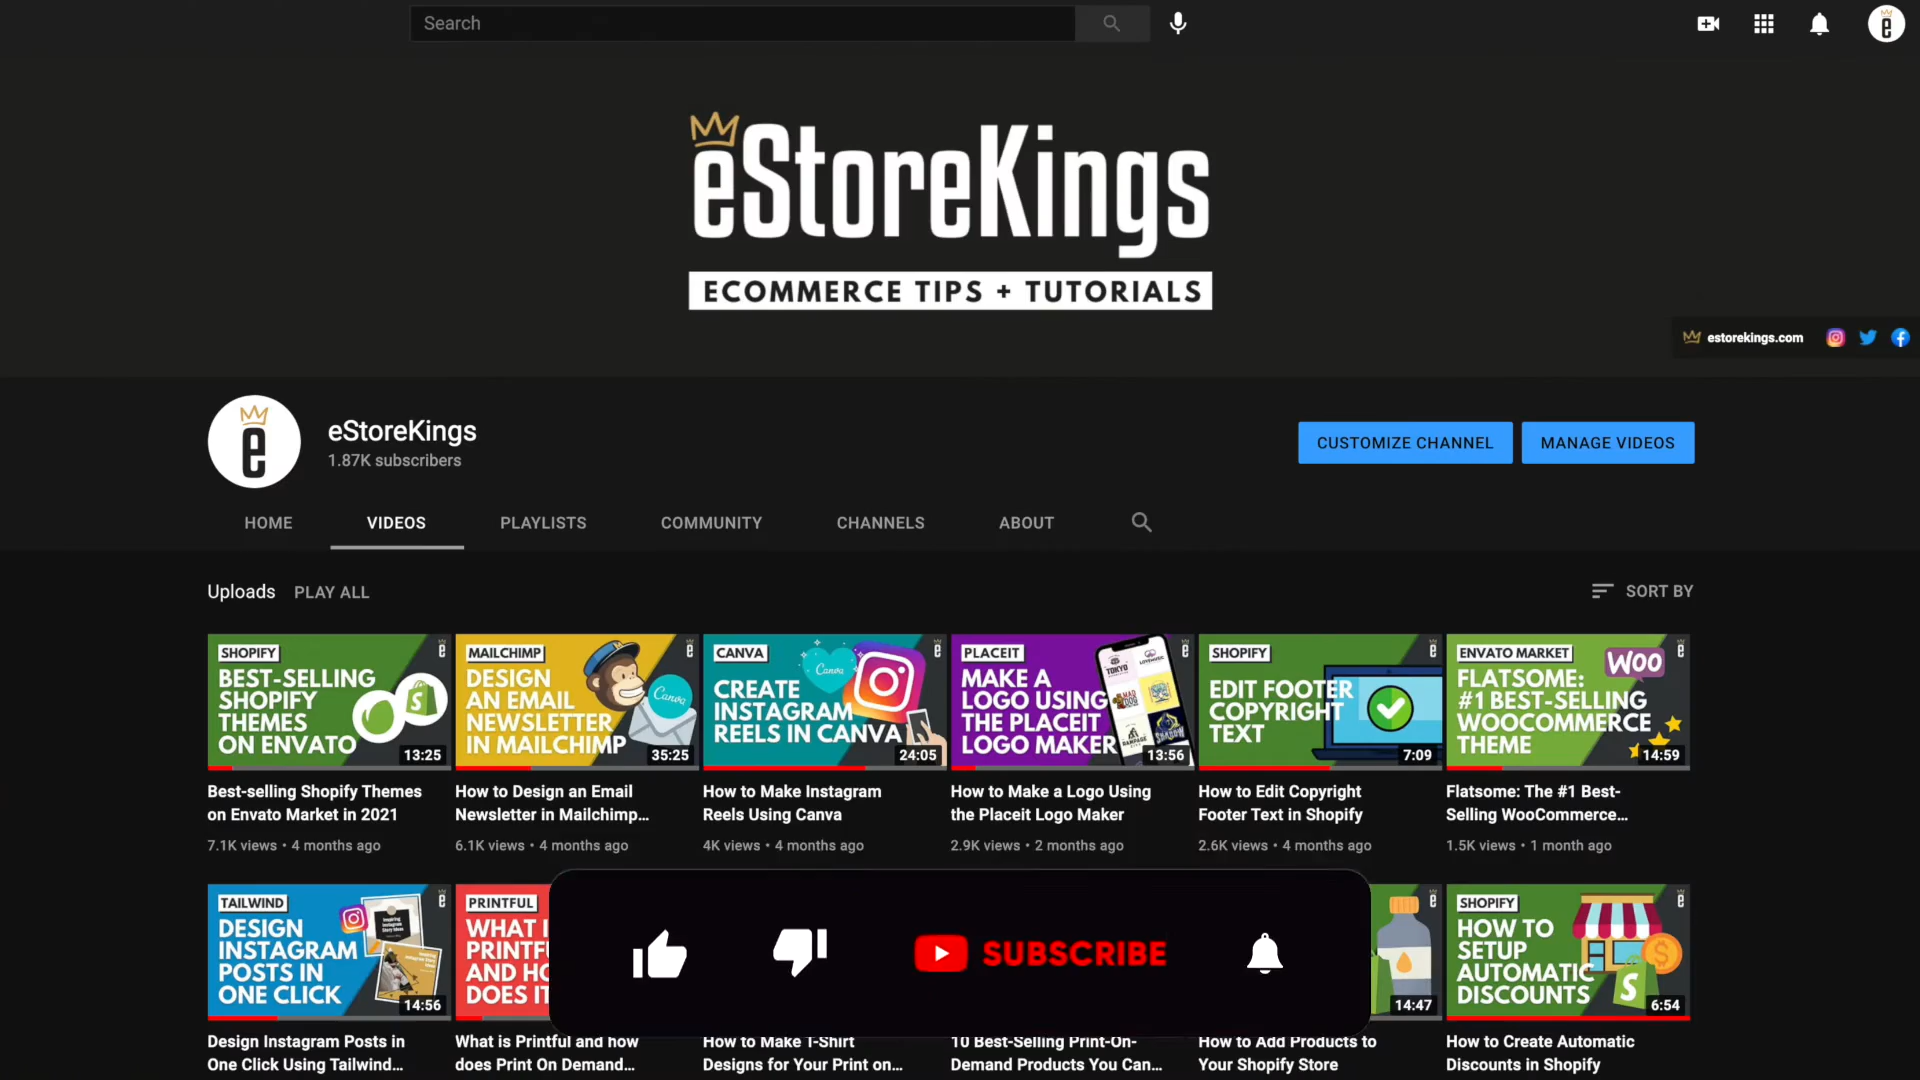 Search
eStoreKings
ECOMMERCE TIPS + TUTORIALS
estorekings.com
eStoreKings
1.87K subscribers
CUSTOMIZE CHANNEL
MANAGE VIDEOS
HOME
VIDEOS
PLAYLISTS
COMMUNITY
CHANNELS
ABOUT
Uploads
PLAY ALL
SORT BY
SHOPIFY
BEST-SELLING
SHOPIFY
THEMES
ON ENVATO
13:25
Best-selling Shopify Themes
on Envato Market in 2021
7.1K views • 4 months ago
MAILCHIMP
DESIGN
AN EMAIL
NEWSLETTER
IN MAILCHIMP
Canva
35:25
How to Design an Email
Newsletter in Mailchimp...
6.1K views • 4 months ago
CANVA
Canva
CREATE
INSTAGRAM
REELS IN CANVA
24:05
How to Make Instagram
Reels Using Canva
4K views • 4 months ago
PLACEIT
MAKE A
LOGO USING
THE PLACEIT
LOGO MAKER
TOKYO
13:56
How to Make a Logo Using
the Placeit Logo Maker
2.9K views • 2 months ago
SHOPIFY
EDIT FOOTER
COPYRIGHT
TEXT
7:09
How to Edit Copyright
Footer Text in Shopify
2.6K views • 4 months ago
ENVATO MARKET
WOO
FLATSOME:
#1 BEST-SELLING
WOOCOMMERCE
THEME
14:59
Flatsome: The #1 Best-
Selling WooCommerce...
1.5K views • 1 month ago
TAILWIND
DESIGN
INSTAGRAM
POSTS IN
ONE CLICK
14:56
Design Instagram Posts in
One Click Using Tailwind...
PRINTFUL
WHAT I
PRINTF
AND HO
DOES IT
What is Printful and how
does Print On Demand...
SUBSCRIBE
How to Make T-Shirt
Designs for Your Print on...
10 Best-Selling Print-On-
Demand Products You Can...
14:47
How to Add Products to
Your Shopify Store
SHOPIFY
HOW TO
SETUP
AUTOMATIC
DISCOUNTS
6:54
How to Create Automatic
Discounts in Shopify